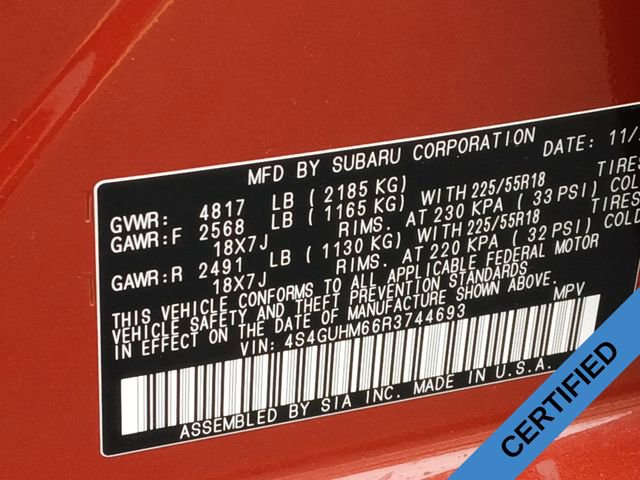 MFD BY SUBARU CORPORATION DATE: 11/
GVWR: 4817 LB (2185 KG)
GAWR:F 2568 LB (1165 KG) WITH 225/55R18 TIRES
18X7J RIMS. AT 230 KPA (33 PSI) COLD
GAWR:R 2491 LB (1130 KG) WITH 225/55R18 TIRES
18X7J RIMS. AT 220 KPA (32 PSI) COLD
THIS VEHICLE CONFORMS TO ALL APPLICABLE FEDERAL MOTOR
VEHICLE SAFETY AND THEFT PREVENTION STANDARDS
IN EFFECT ON THE DATE OF MANUFACTURE SHOWN ABOVE.
VIN: 4S4GUHM66R3744693 MPV
ASSEMBLED BY SIA INC. MADE IN U.S.A.
CERTIFIED